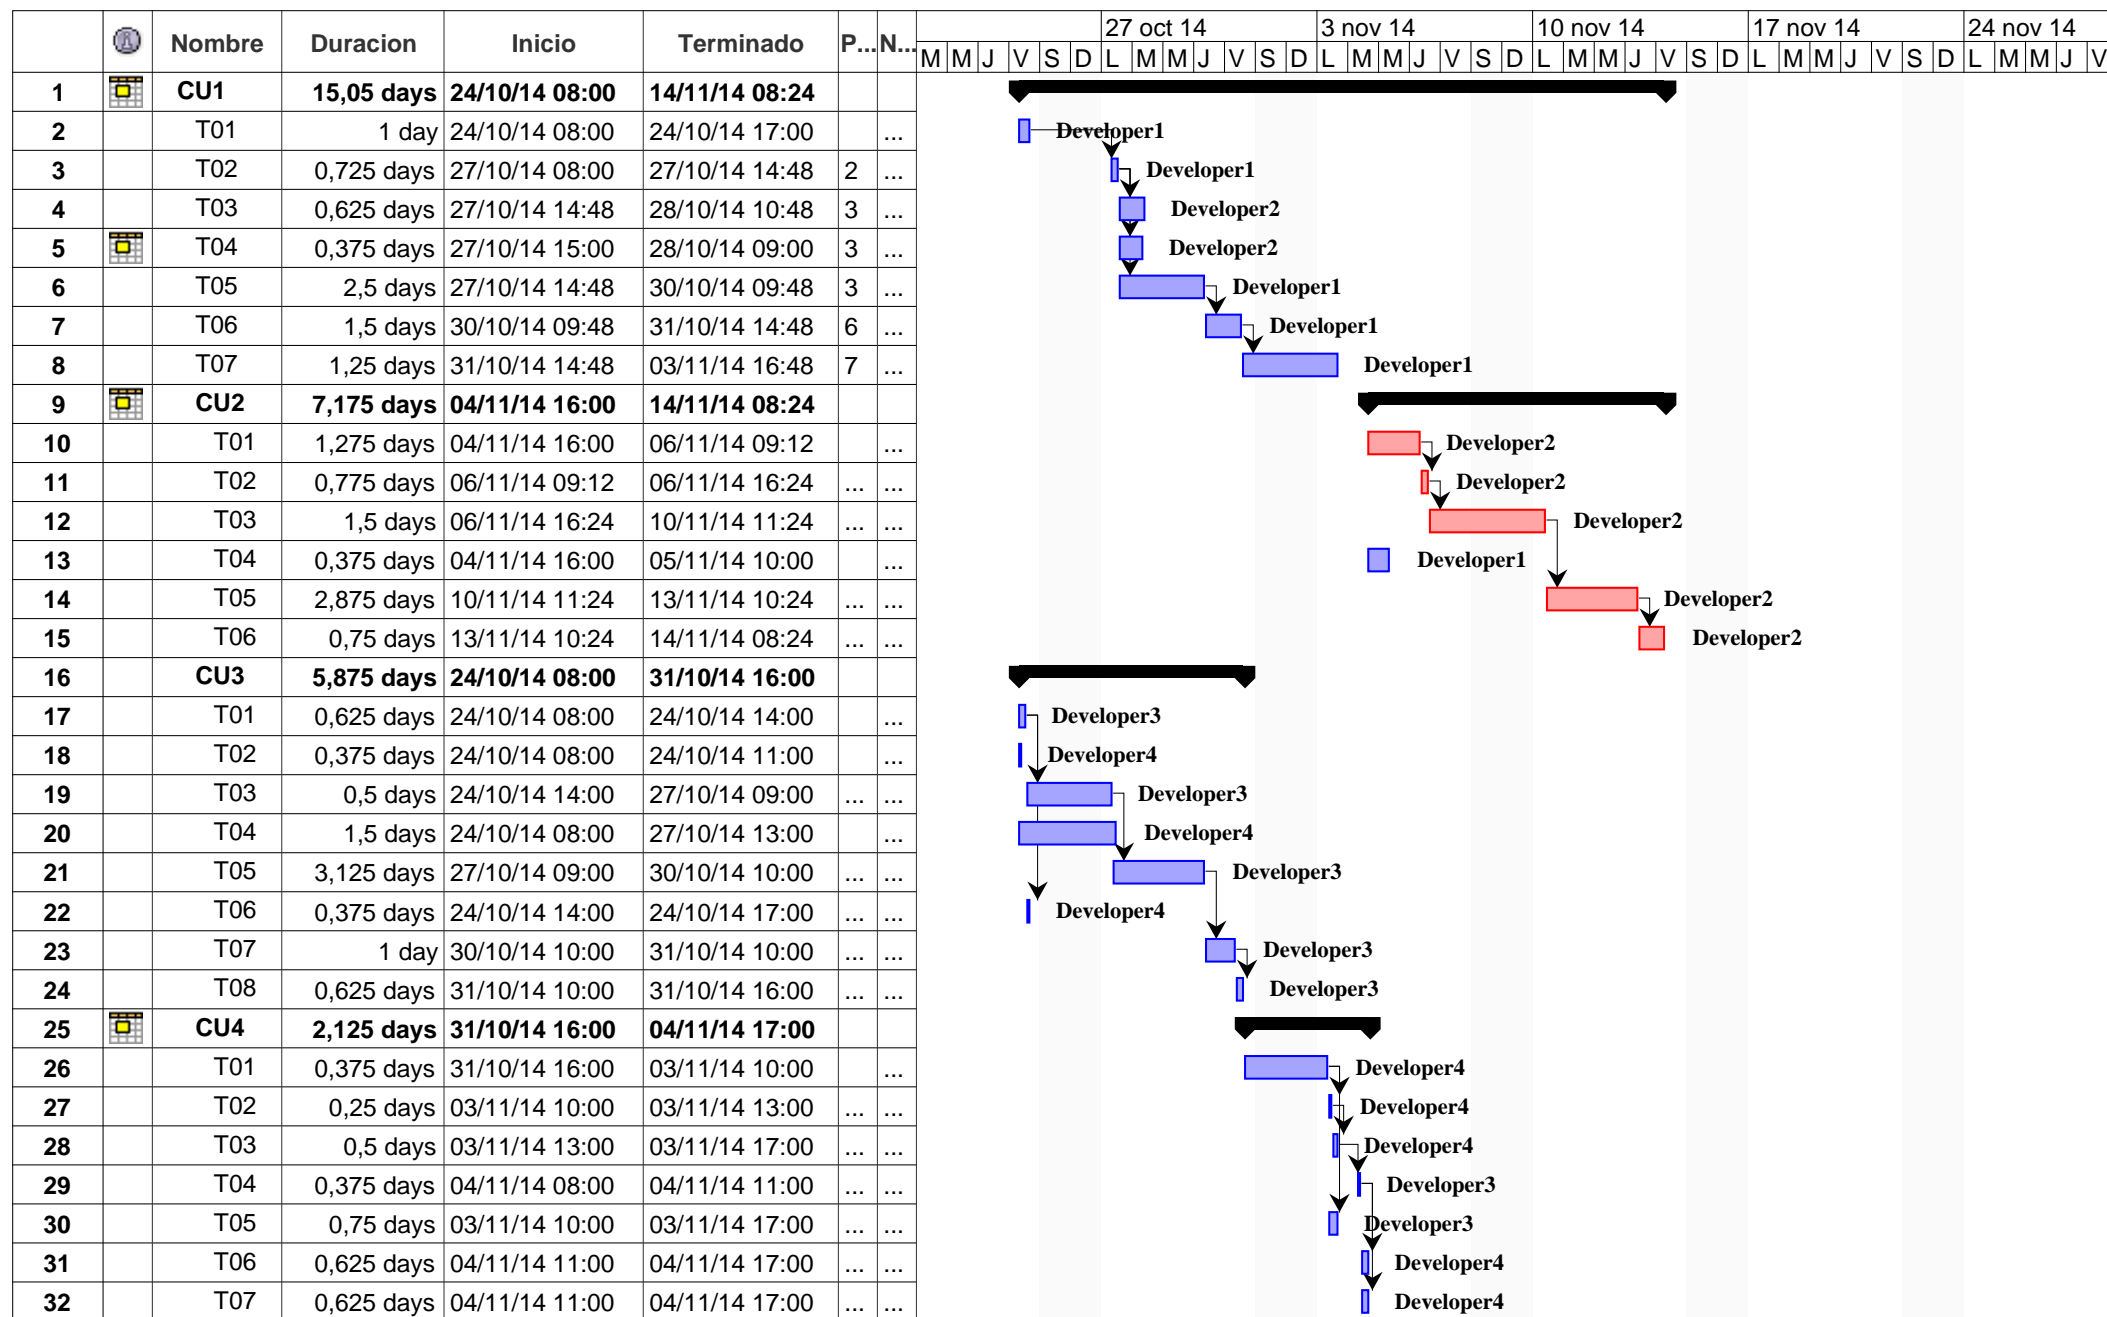 27 oct 14 3 nov 14 10 nov 14 17 nov 14 24 nov 14
Nombre Duracion Inicio Terminado P... N...
M M J V S D L M M J V S D L M M J V S D L M M J V S D L M M J V S D L M M J V
1 CU1 15,05 days 24/10/14 08:00 14/11/14 08:24
2 T01 1 day 24/10/14 08:00 24/10/14 17:00 ... Developer1
3 T02 0,725 days 27/10/14 08:00 27/10/14 14:48 2 ... Developer1
4 T03 0,625 days 27/10/14 14:48 28/10/14 10:48 3 ... Developer2
5 T04 0,375 days 27/10/14 15:00 28/10/14 09:00 3 ... Developer2
6 T05 2,5 days 27/10/14 14:48 30/10/14 09:48 3 ... Developer1
7 T06 1,5 days 30/10/14 09:48 31/10/14 14:48 6 ... Developer1
8 T07 1,25 days 31/10/14 14:48 03/11/14 16:48 7 ... Developer1
9 CU2 7,175 days 04/11/14 16:00 14/11/14 08:24
10 T01 1,275 days 04/11/14 16:00 06/11/14 09:12 ... Developer2
11 T02 0,775 days 06/11/14 09:12 06/11/14 16:24 ... ... Developer2
12 T03 1,5 days 06/11/14 16:24 10/11/14 11:24 ... ... Developer2
13 T04 0,375 days 04/11/14 16:00 05/11/14 10:00 ... Developer1
14 T05 2,875 days 10/11/14 11:24 13/11/14 10:24 ... ... Developer2
15 T06 0,75 days 13/11/14 10:24 14/11/14 08:24 ... ... Developer2
16 CU3 5,875 days 24/10/14 08:00 31/10/14 16:00
17 T01 0,625 days 24/10/14 08:00 24/10/14 14:00 ... Developer3
18 T02 0,375 days 24/10/14 08:00 24/10/14 11:00 ... Developer4
19 T03 0,5 days 24/10/14 14:00 27/10/14 09:00 ... ... Developer3
20 T04 1,5 days 24/10/14 08:00 27/10/14 13:00 ... Developer4
21 T05 3,125 days 27/10/14 09:00 30/10/14 10:00 ... ... Developer3
22 T06 0,375 days 24/10/14 14:00 24/10/14 17:00 ... ... Developer4
23 T07 1 day 30/10/14 10:00 31/10/14 10:00 ... ... Developer3
24 T08 0,625 days 31/10/14 10:00 31/10/14 16:00 ... ... Developer3
25 CU4 2,125 days 31/10/14 16:00 04/11/14 17:00
26 T01 0,375 days 31/10/14 16:00 03/11/14 10:00 ... Developer4
27 T02 0,25 days 03/11/14 10:00 03/11/14 13:00 ... ... Developer4
28 T03 0,5 days 03/11/14 13:00 03/11/14 17:00 ... ... Developer4
29 T04 0,375 days 04/11/14 08:00 04/11/14 11:00 ... ... Developer3
30 T05 0,75 days 03/11/14 10:00 03/11/14 17:00 ... ... Developer3
31 T06 0,625 days 04/11/14 11:00 04/11/14 17:00 ... ... Developer4
32 T07 0,625 days 04/11/14 11:00 04/11/14 17:00 ... ... Developer4